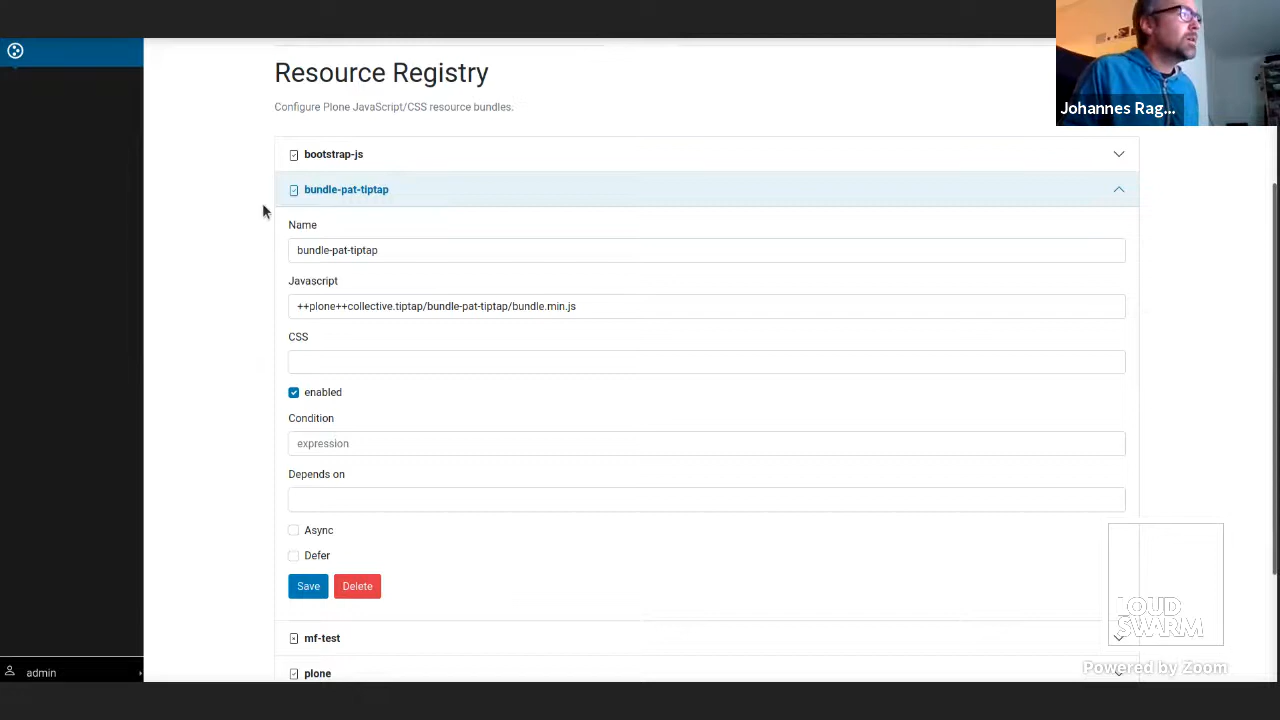 Resource Registry
Configure Plone JavaScript/CSS resource bundles.
Johannes Rag...
bootstrap-js
bundle-pat-tiptap
Name
bundle-pat-tiptap
Javascript
++plone++collective.tiptap/bundle-pat-tiptap/bundle.min.js
CSS
enabled
Condition
expression
Depends on
Async
Defer
Save Delete
LOUD
SWARM
mf-test
Powered by Zoom
admin
plone